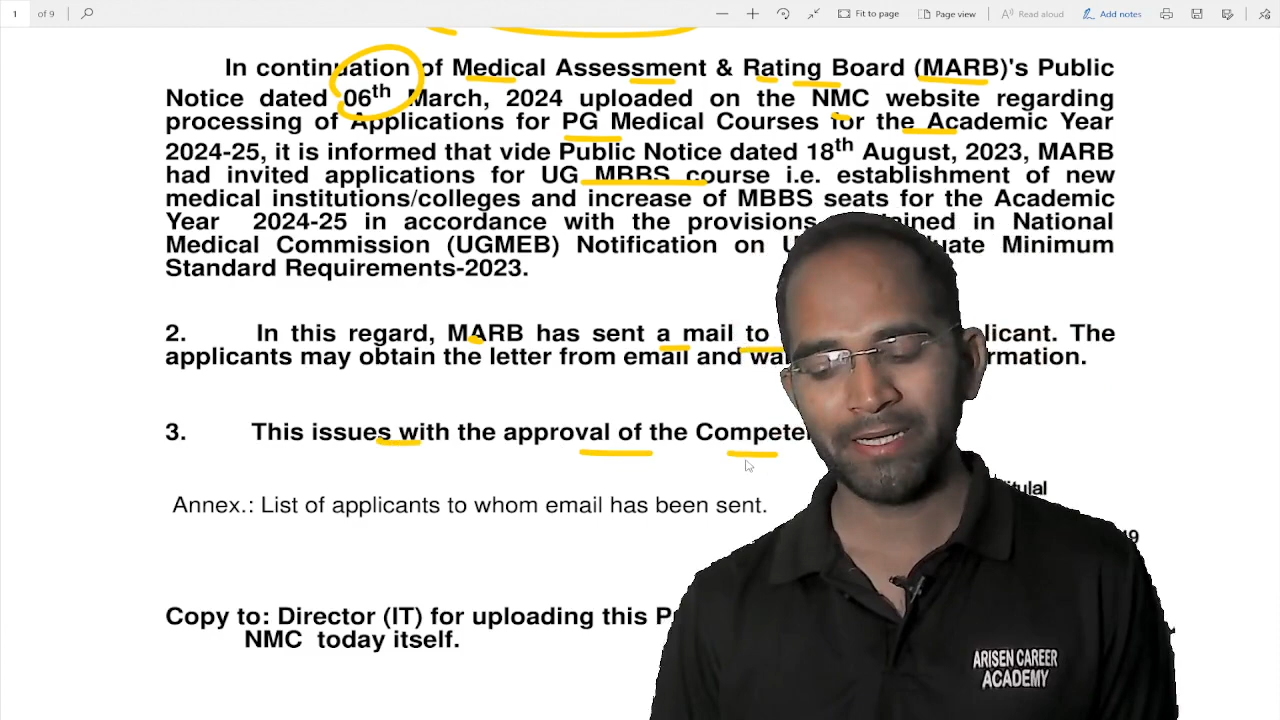 1 of 9 Fit to page Page view Read aloud Add notes
In continuation of Medical Assessment & Rating Board (MARB)'s Public
Notice dated 06th March, 2024 uploaded on the NMC website regarding
processing of Applications for PG Medical Courses for the Academic Year
2024-25, it is informed that vide Public Notice dated 18th August, 2023, MARB
had invited applications for UG MBBS course i.e. establishment of new
medical institutions/colleges and increase of MBBS seats for the Academic
Year 2024-25 in accordance with the provisions in National
Medical Commission (UGMEB) Notification on Minimum
Standard Requirements-2023.
2. In this regard, MARB has sent a mail to The
applicants may obtain the letter from email and
3. This issues with the approval of the
Annex.: List of applicants to whom email has been sent.
Copy to: Director (IT) for uploading this
NMC today itself.
ARISEN CAREER
ACADEMY